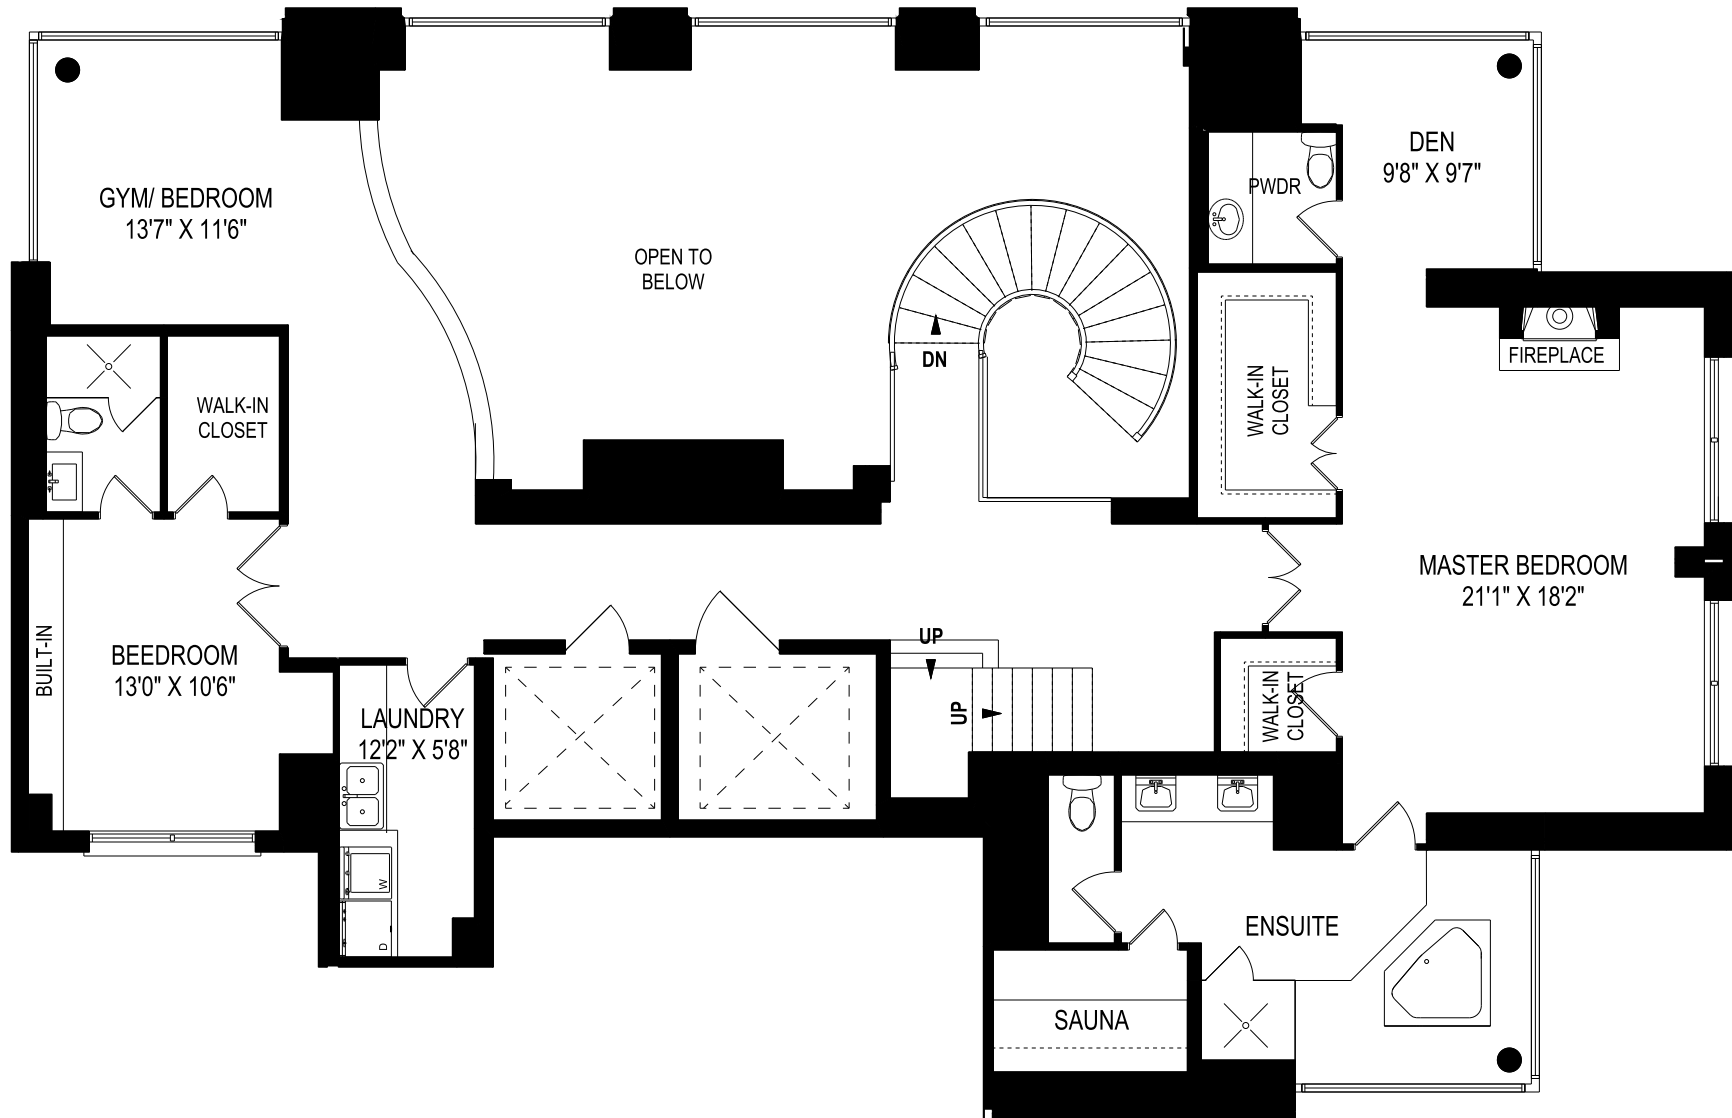 DEN
9'8" X 9'7"
PWDR
GYM/ BEDROOM
13'7" X 11'6"
OPEN TO
BELOW
DN
FIREPLACE
WALK-IN
CLOSET
WALK-IN
CLOSET
MASTER BEDROOM
21'1" X 18'2"
BUILT-IN
BEEDROOM
13'0" X 10'6"
UP
UP
WALK-IN
CLOSET
LAUNDRY
12'2" X 5'8"
W
D
ENSUITE
SAUNA